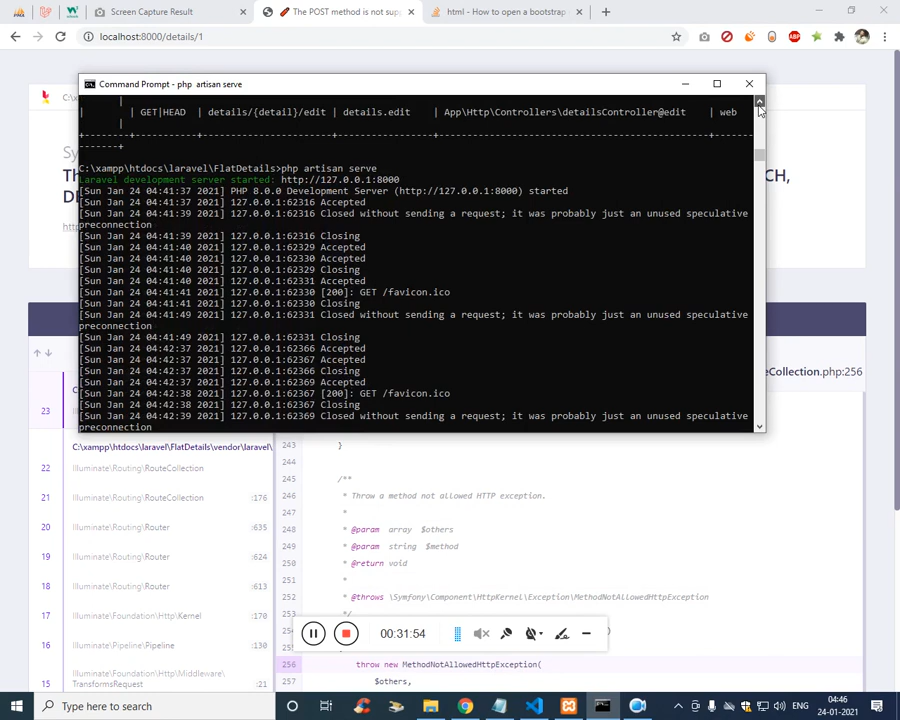 Screen Capture Result
The POST method is not sup
html - How to open a bootstrap
localhost:8000/details/1
ABP
Command Prompt - php artisan serve
C:\x
|
| | GET|HEAD | details/{detail}/edit | details.edit | App\Http\Controllers\detailsController@edit | web
|
Sy
Th
CH,
D
http
C:\xampp\htdocs\laravel\FlatDetails>php artisan serve
Laravel development server started: http://127.0.0.1:8000
[Sun Jan 24 04:41:37 2021] PHP 8.0.0 Development Server (http://127.0.0.1:8000) started
[Sun Jan 24 04:41:37 2021] 127.0.0.1:62316 Accepted
[Sun Jan 24 04:41:39 2021] 127.0.0.1:62316 Closed without sending a request; it was probably just an unused speculative
preconnection
[Sun Jan 24 04:41:39 2021] 127.0.0.1:62316 Closing
[Sun Jan 24 04:41:40 2021] 127.0.0.1:62329 Accepted
[Sun Jan 24 04:41:40 2021] 127.0.0.1:62330 Accepted
[Sun Jan 24 04:41:40 2021] 127.0.0.1:62329 Closing
[Sun Jan 24 04:41:40 2021] 127.0.0.1:62331 Accepted
[Sun Jan 24 04:41:41 2021] 127.0.0.1:62330 [200]: GET /favicon.ico
[Sun Jan 24 04:41:41 2021] 127.0.0.1:62330 Closing
[Sun Jan 24 04:41:49 2021] 127.0.0.1:62331 Closed without sending a request; it was probably just an unused speculative
preconnection
[Sun Jan 24 04:41:49 2021] 127.0.0.1:62331 Closing
[Sun Jan 24 04:42:37 2021] 127.0.0.1:62366 Accepted
[Sun Jan 24 04:42:37 2021] 127.0.0.1:62367 Accepted
[Sun Jan 24 04:42:37 2021] 127.0.0.1:62366 Closing
[Sun Jan 24 04:42:37 2021] 127.0.0.1:62369 Accepted
[Sun Jan 24 04:42:38 2021] 127.0.0.1:62367 [200]: GET /favicon.ico
[Sun Jan 24 04:42:38 2021] 127.0.0.1:62367 Closing
[Sun Jan 24 04:42:39 2021] 127.0.0.1:62369 Closed without sending a request; it was probably just an unused speculative
preconnection
eCollection.php:256
23
C:\xampp\htdocs\laravel\FlatDetails\vendor\laravel\
22 Illuminate\Routing\RouteCollection
21 Illuminate\Routing\RouteCollection :176
20 Illuminate\Routing\Router :635
19 Illuminate\Routing\Router :624
18 Illuminate\Routing\Router :613
17 Illuminate\Foundation\Http\Kernel :170
16 Illuminate\Pipeline\Pipeline :130
Illuminate\Foundation\Http\Middleware\
15 TransformsRequest :21
243 }
244
245 /**
246 * Throw a method not allowed HTTP exception.
247 *
248 * @param array $others
249 * @param string $method
250 * @return void
251 *
252 * @throws \Symfony\Component\HttpKernel\Exception\MethodNotAllowedHttpException
253 */
254 )
255
256 throw new MethodNotAllowedHttpException(
257 $others,
00:31:54
Type here to search
ENG
04:46
24-01-2021